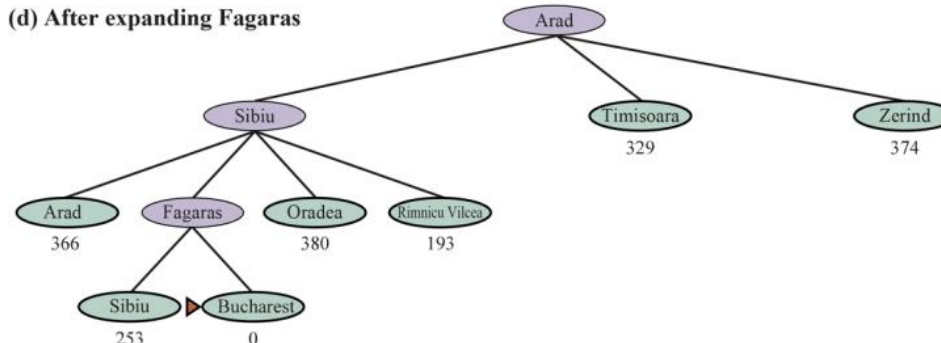 (d) After expanding Fagaras
Arad
Sibiu
Timisoara
Zerind
329
374
Arad
Fagaras
Oradea
Rimnicu Vilcea
366
380
193
Sibiu
Bucharest
253
0